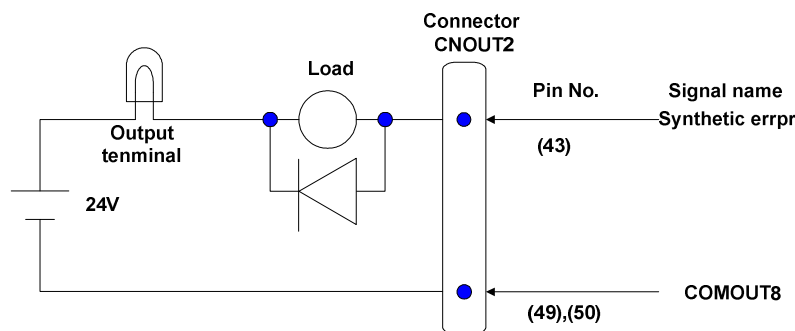 Connector
CNOUT2
Load
Pin No.
Signal name
Output
tenminal
Synthetic errpr
(43)
24V
COMOUT8
(49),(50)